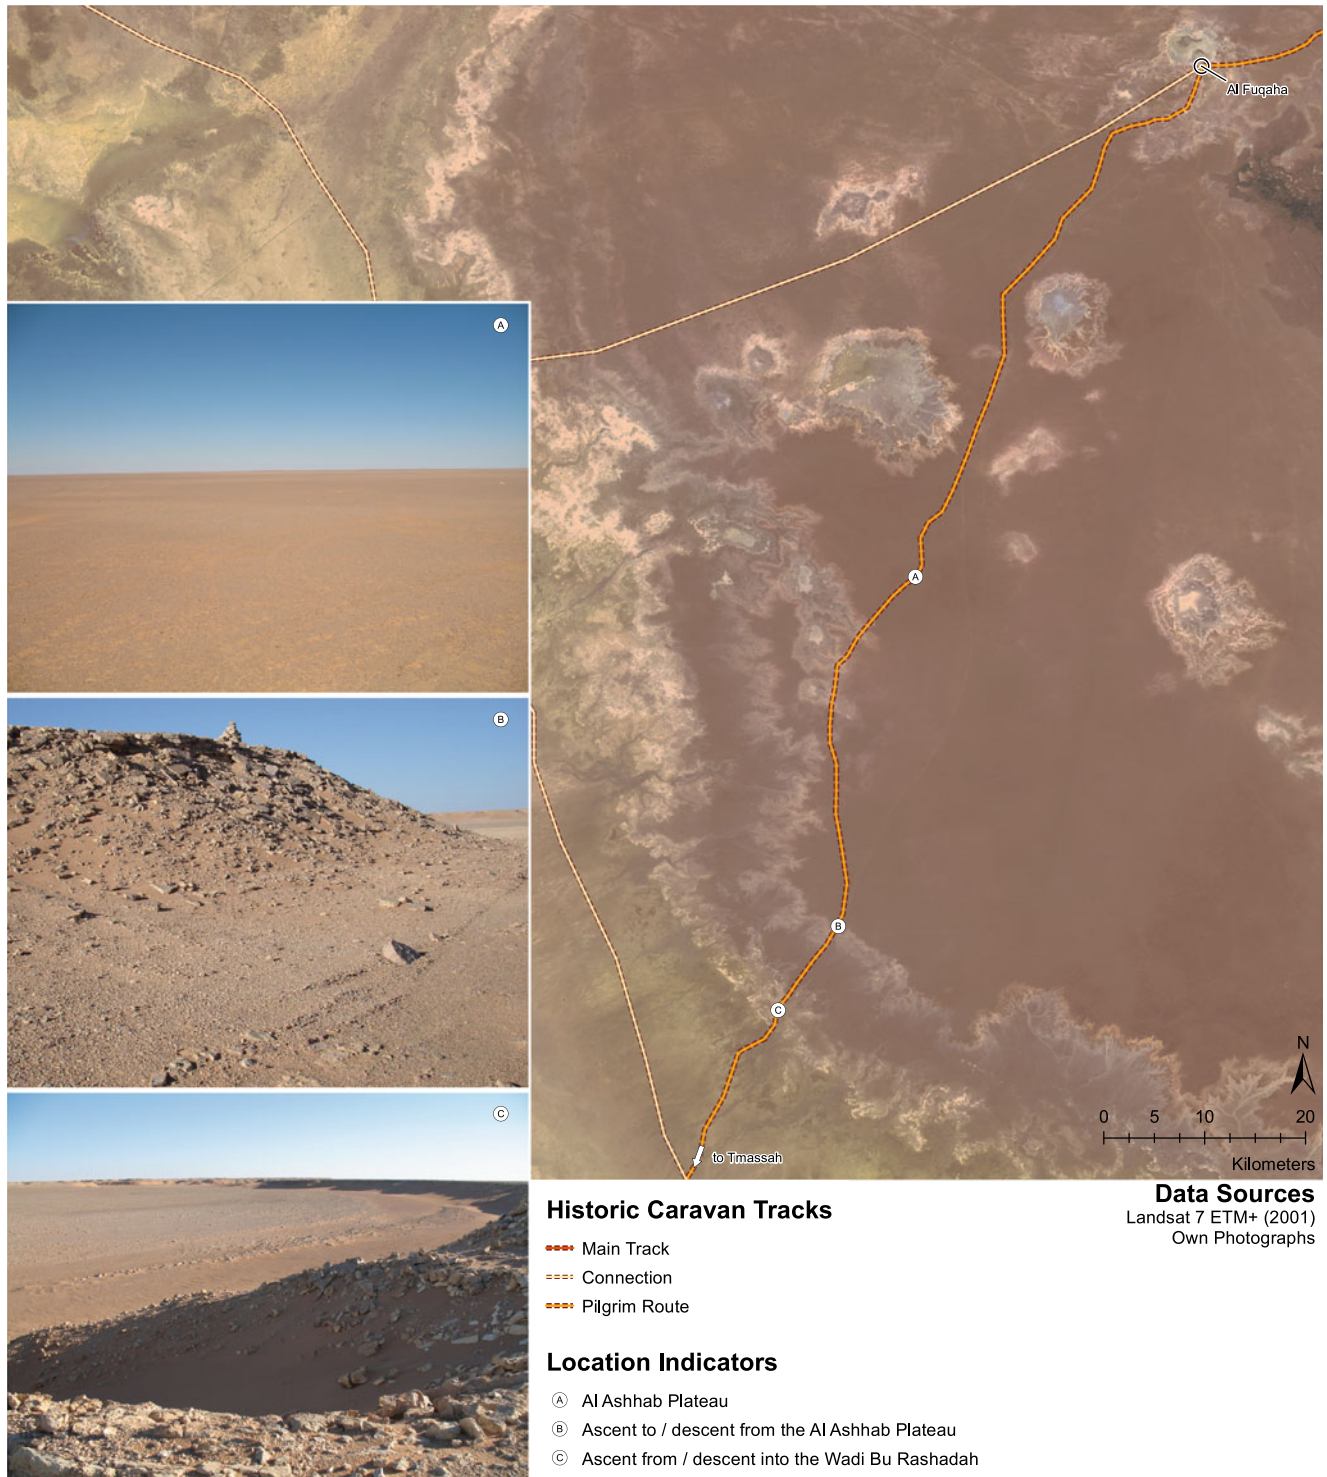 Al Fuqaha
A
B
C
A
B
C
to Tmassah
N
0 5 10 20
Kilometers
Historic Caravan Tracks
Main Track
Connection
Pilgrim Route
Location Indicators
A Al Ashhab Plateau
B Ascent to / descent from the Al Ashhab Plateau
C Ascent from / descent into the Wadi Bu Rashadah
Data Sources
Landsat 7 ETM+ (2001)
Own Photographs